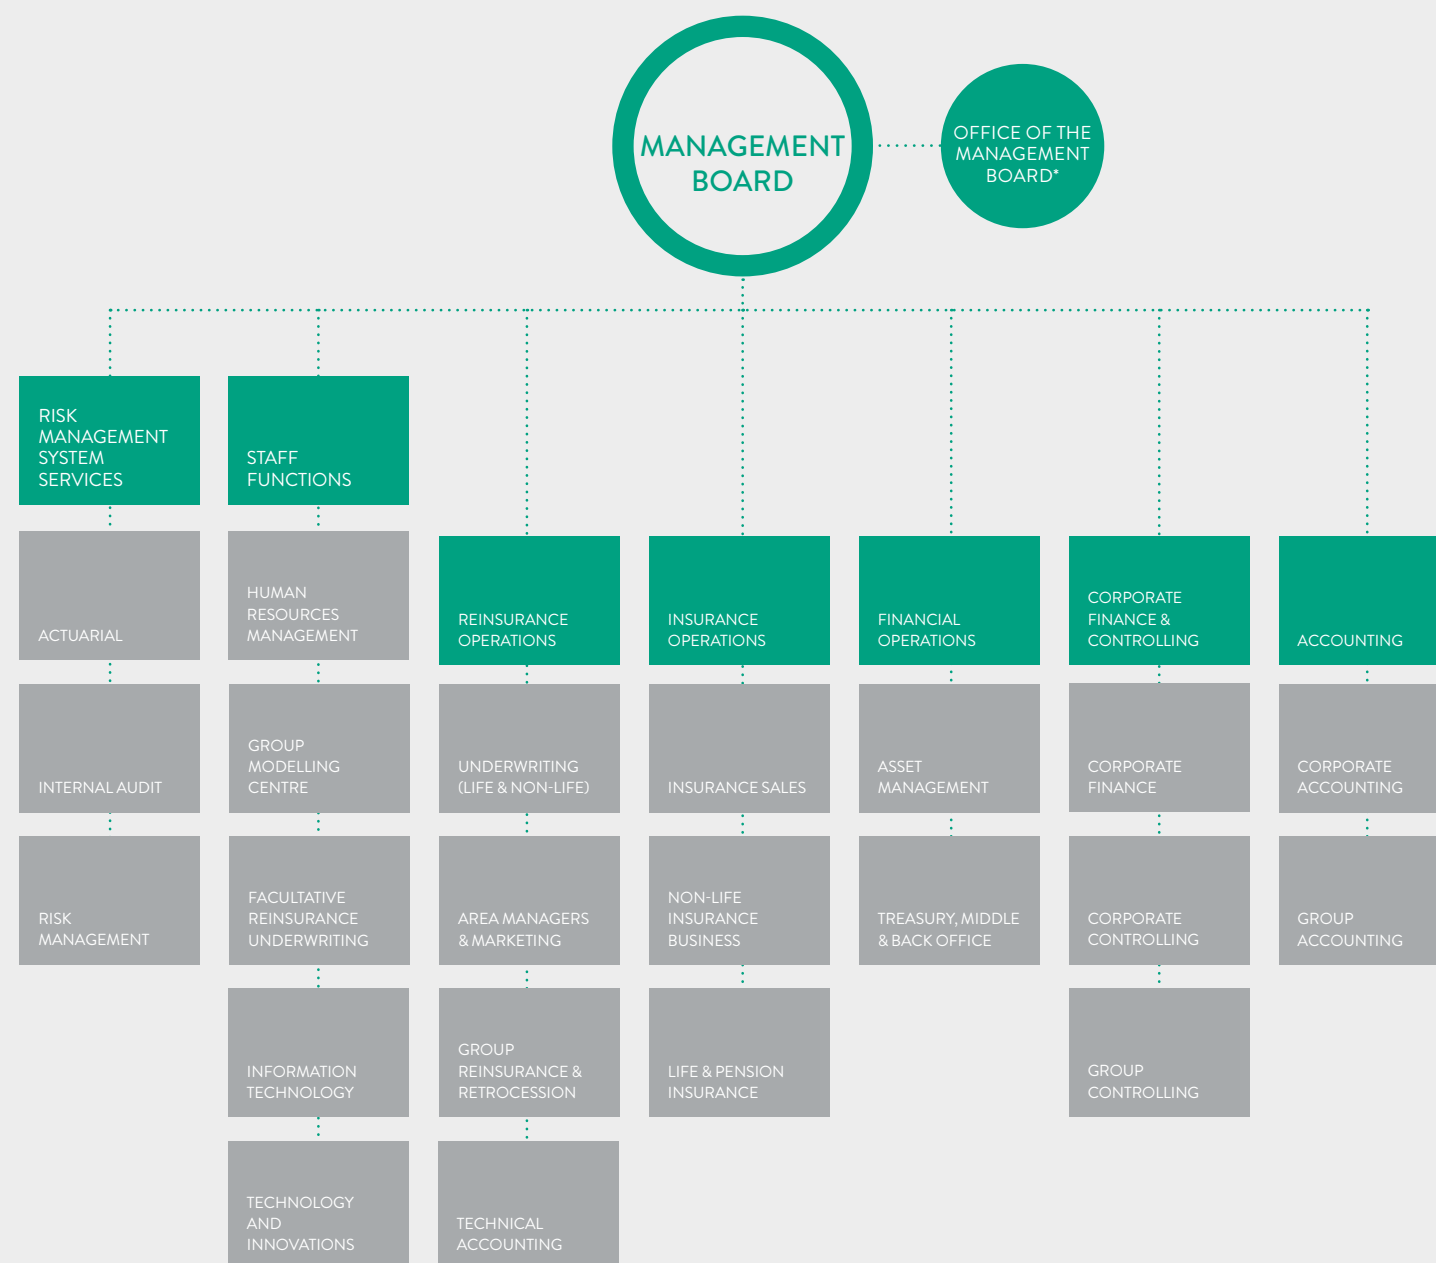 MANAGEMENT
BOARD
OFFICE OF THE
MANAGEMENT
BOARD*
RISK
MANAGEMENT
SYSTEM
SERVICES
STAFF
FUNCTIONS
REINSURANCE
OPERATIONS
INSURANCE
OPERATIONS
FINANCIAL
OPERATIONS
CORPORATE
FINANCE &
CONTROLLING
ACCOUNTING
ACTUARIAL
HUMAN
RESOURCES
MANAGEMENT
INTERNAL AUDIT
GROUP
MODELLING
CENTRE
UNDERWRITING
(LIFE & NON-LIFE)
INSURANCE SALES
ASSET
MANAGEMENT
CORPORATE
FINANCE
CORPORATE
ACCOUNTING
RISK
MANAGEMENT
FACULTATIVE
REINSURANCE
UNDERWRITING
AREA MANAGERS
& MARKETING
NON-LIFE
INSURANCE
BUSINESS
TREASURY, MIDDLE
& BACK OFFICE
CORPORATE
CONTROLLING
GROUP
ACCOUNTING
INFORMATION
TECHNOLOGY
GROUP
REINSURANCE &
RETROCESSION
LIFE & PENSION
INSURANCE
GROUP
CONTROLLING
TECHNOLOGY
AND
INNOVATIONS
TECHNICAL
ACCOUNTING